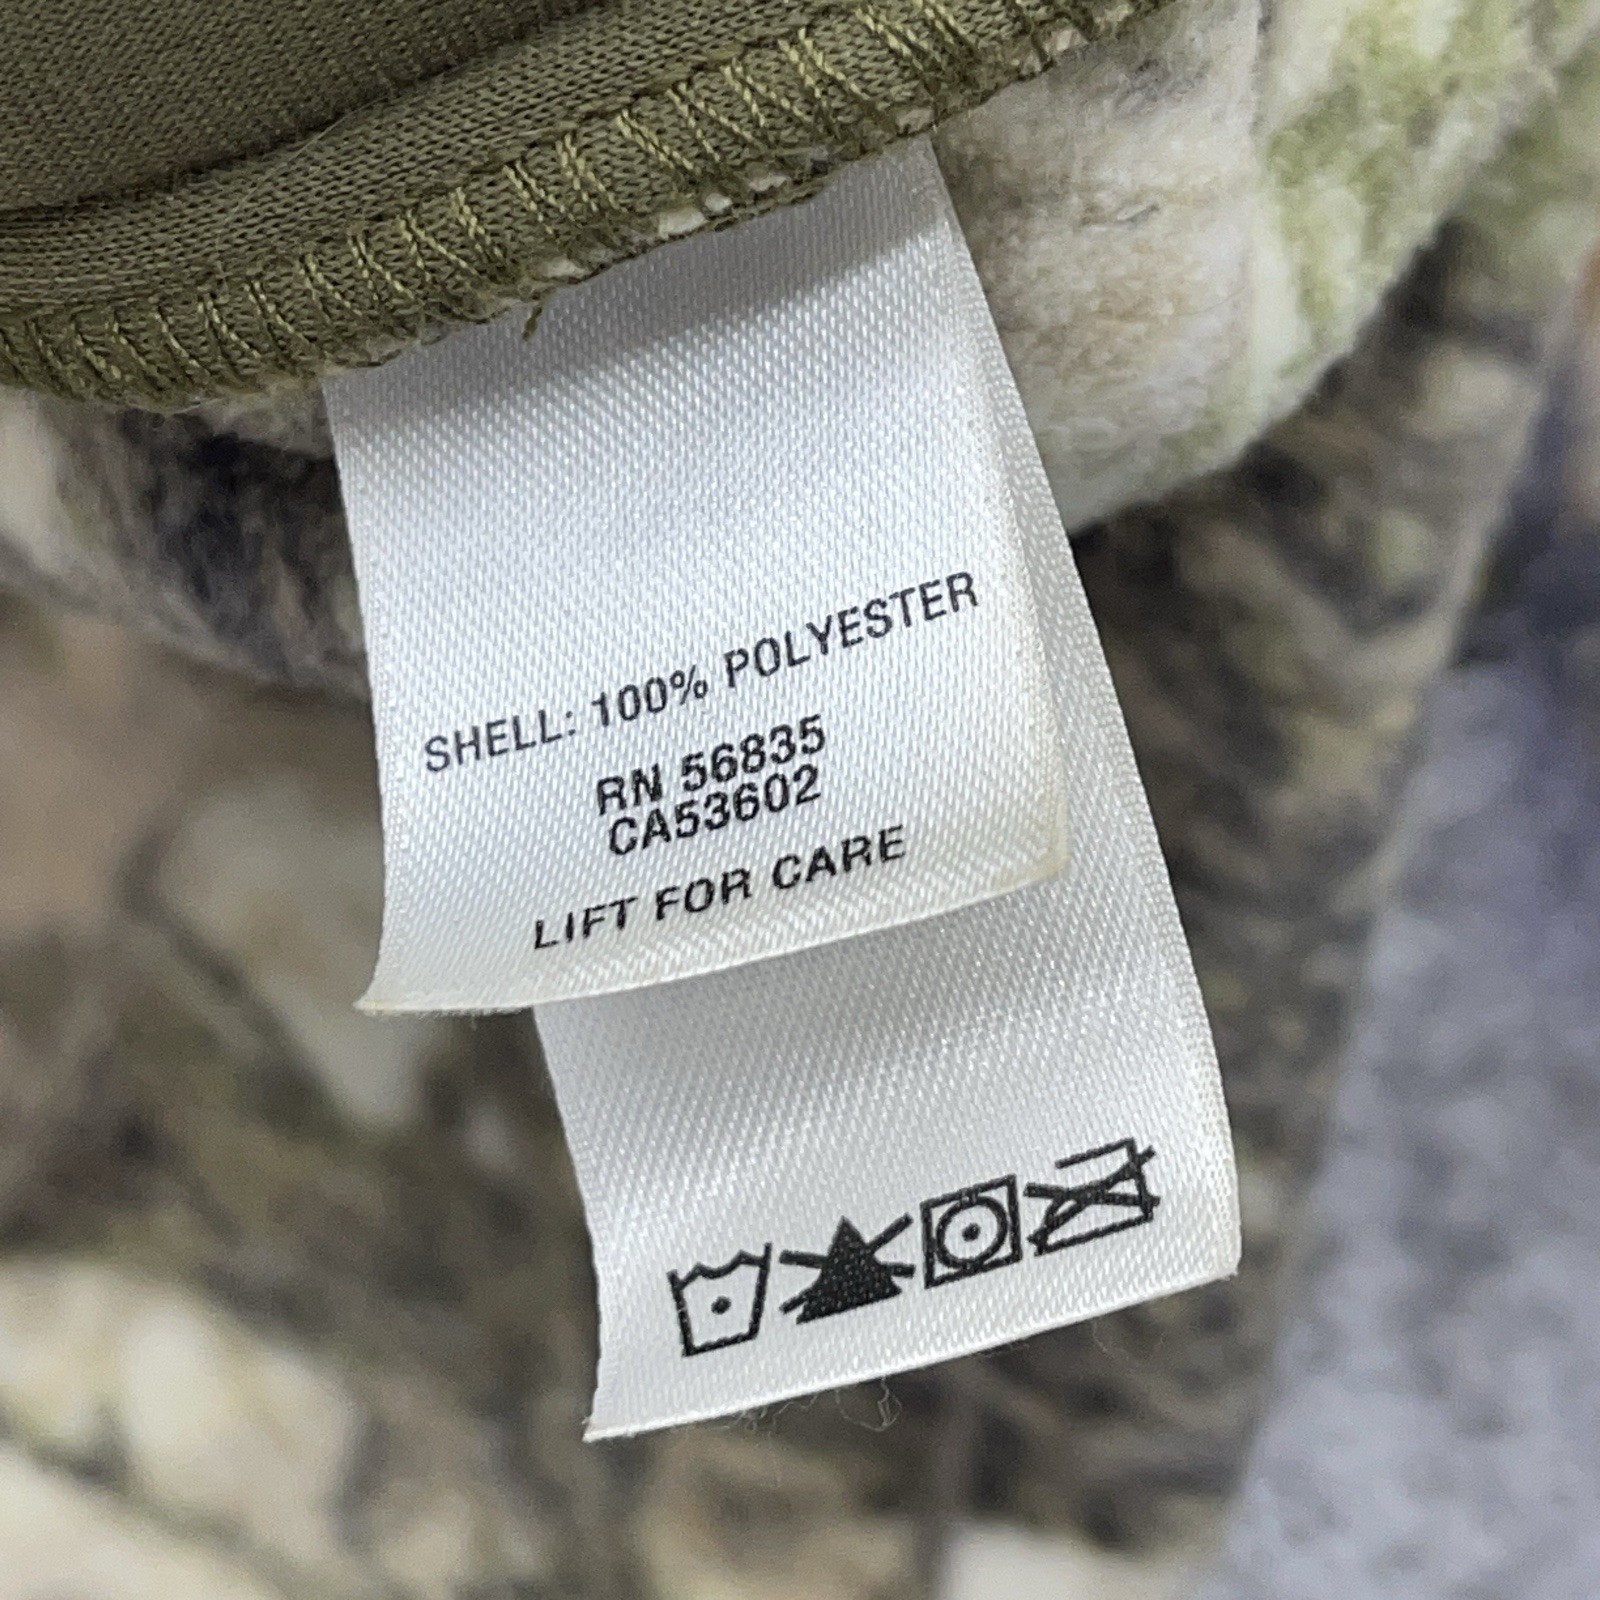 SHELL: 100% POLYESTER
RN 56835
CA53602
LIFT FOR CARE